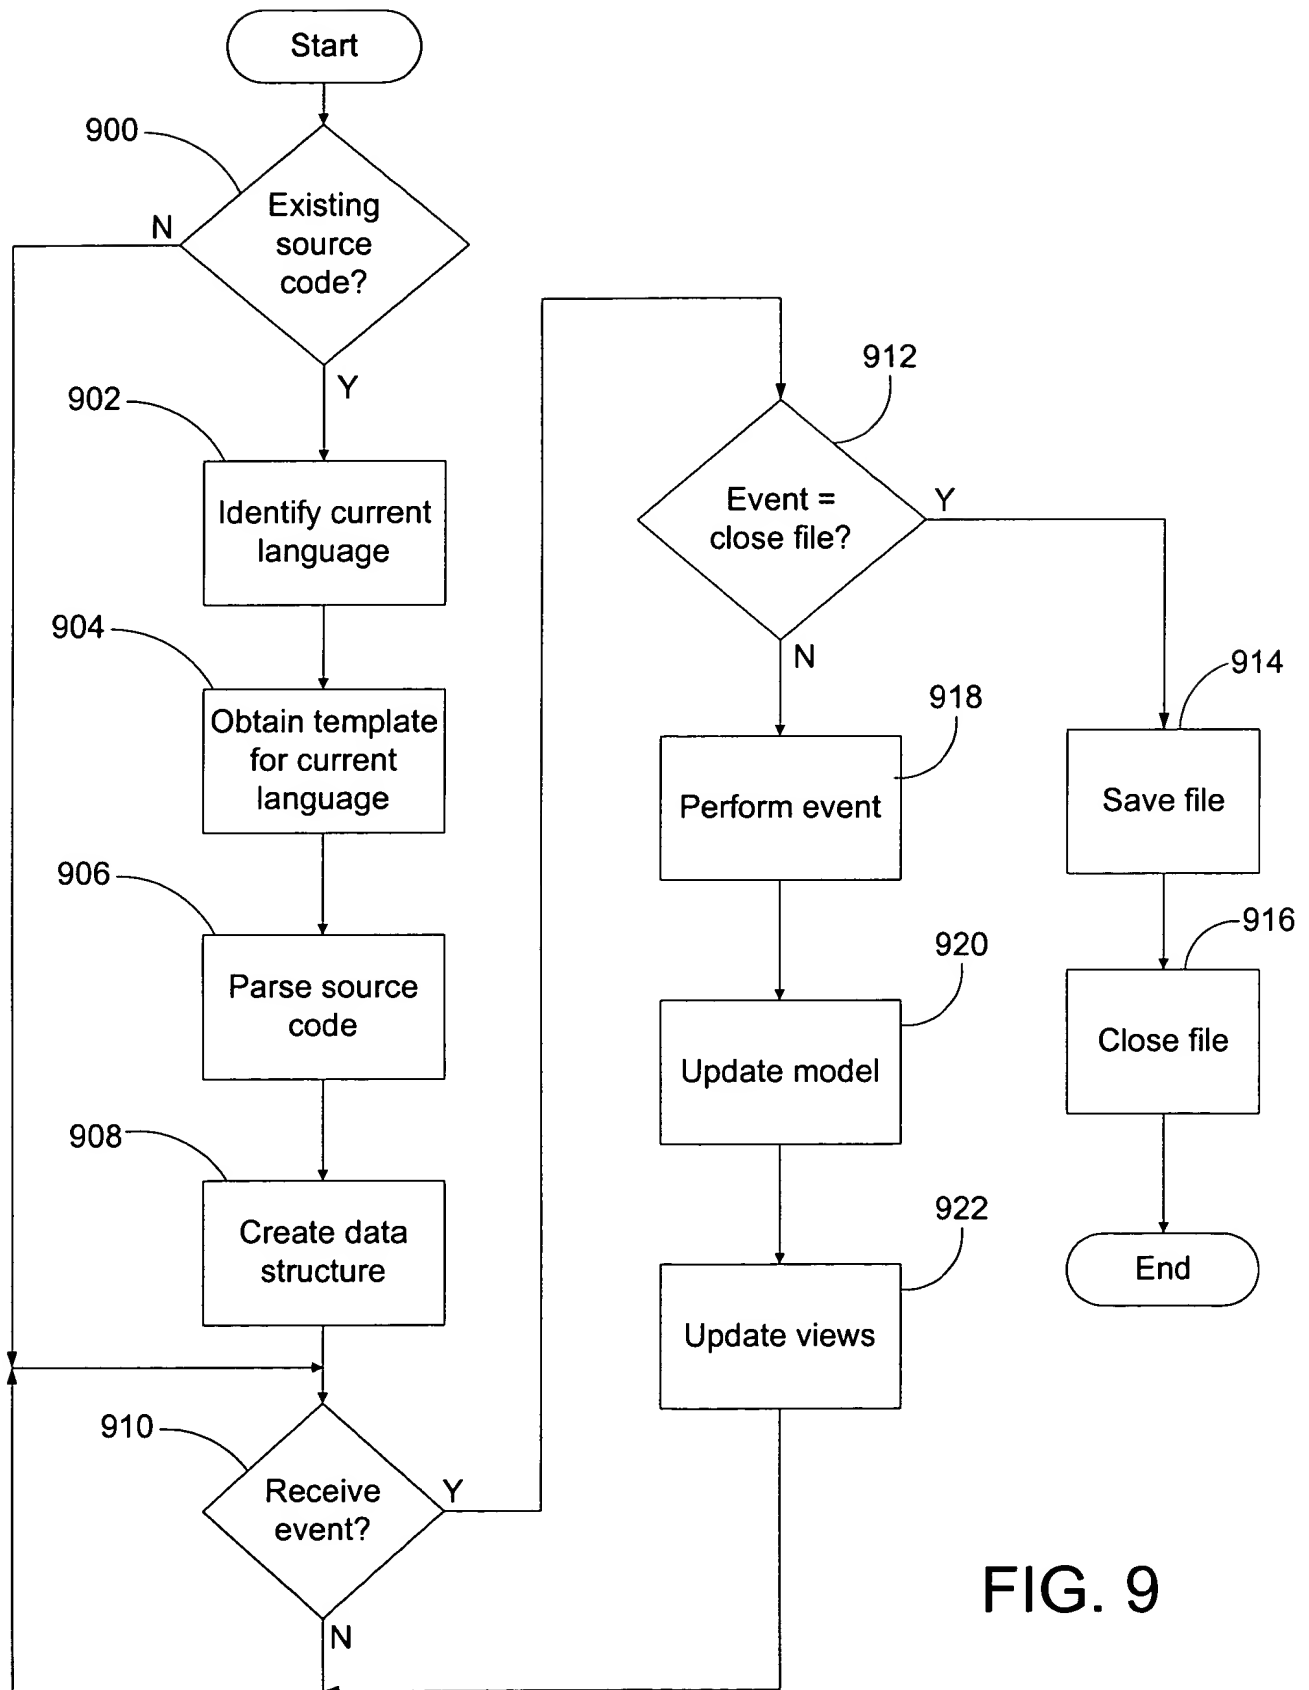 Start
900
Existing
source
code?
N
Y
902
Identify current
language
904
Obtain template
for current
language
906
Parse source
code
908
Create data
structure
910
Receive
event?
Y
N
912
Event =
close file?
Y
N
914
Save file
916
Close file
End
918
Perform event
920
Update model
922
Update views
FIG. 9